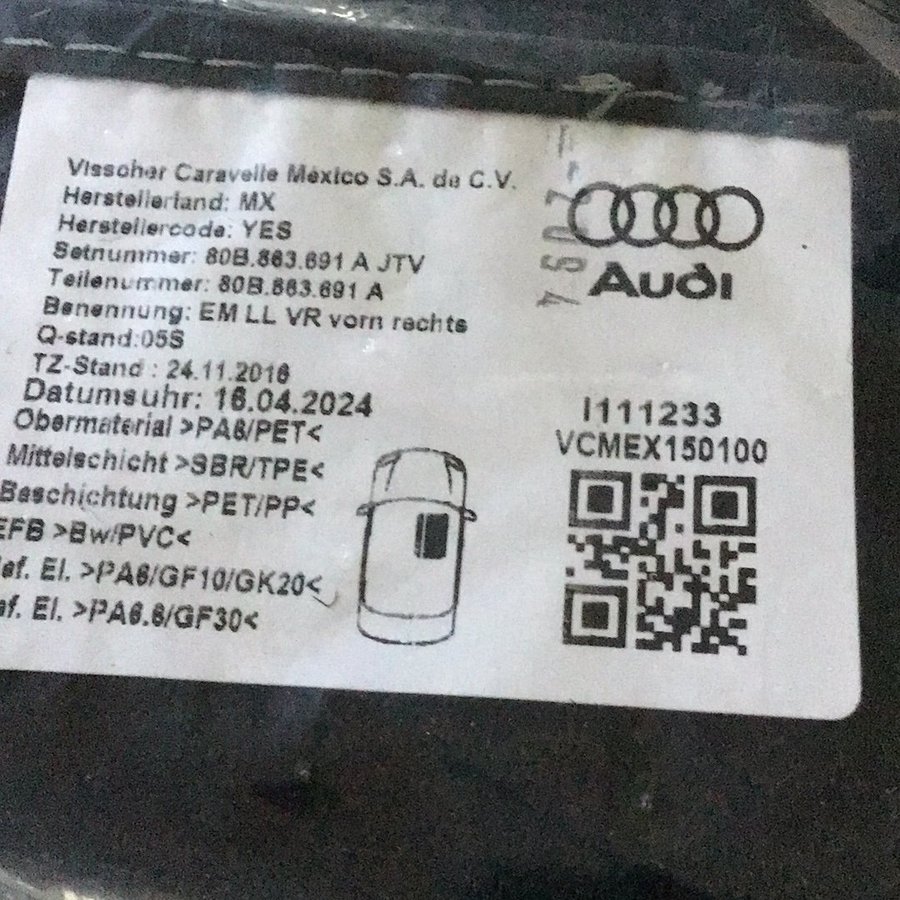 Visscher Caravelle México S.A. de C.V.
Herstellerland: MX
Herstellercode: YES
Setnummer: 80B.863.691 A JTV
Teilenummer: 80B.863.691 A
Benennung: EM LL VR vorn rechts
Q-stand:05S
TZ-Stand : 24.11.2016
Datumsuhr: 16.04.2024
Obermaterial >PA6/PET<
Mittelschicht >SBR/TPE<
Beschichtung >PET/PP<
EFB >Bw/PVC<
ef. El. >PA6/GF10/GK20<
ef. El. >PA6.6/GF30<
Audi
I111233
VCMEX150100